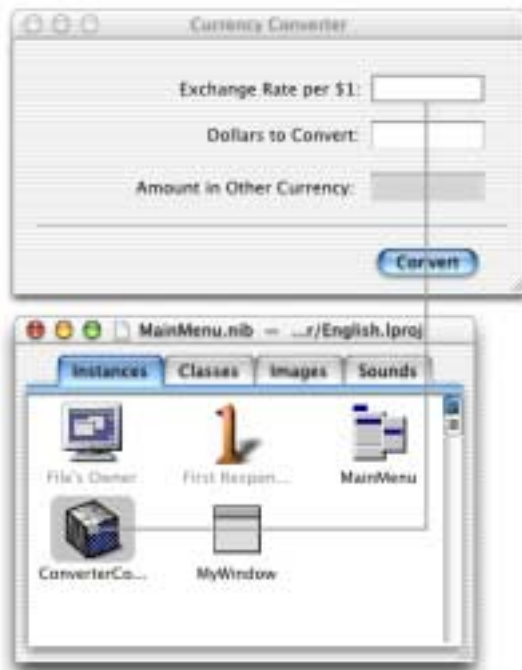 Currency Converter
Exchange Rate per $1:
Dollars to Convert:
Amount in Other Currency:
Convert
MainMenu.nib — ...r/English.lproj
Instances Classes Images Sounds
File's Owner First Respon... MainMenu
ConverterCo... MyWindow